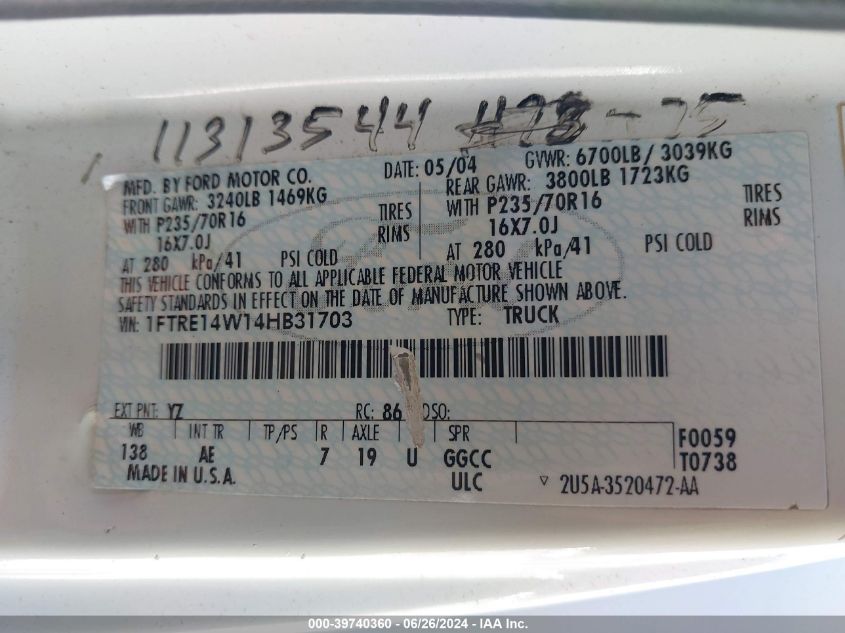 11313544
MFD. BY FORD MOTOR CO. DATE: 05/04 GVWR: 6700LB/ 3039KG
FRONT GAWR: 3240LB 1469KG REAR GAWR: 3800LB 1723KG
WITH P235/70R16 TIRES WITH P235/70R16 TIRES
16X7.0J RIMS 16X7.0J RIMS
AT 280 kPa/41 PSI COLD AT 280 kPa/41 PSI COLD
THIS VEHICLE CONFORMS TO ALL APPLICABLE FEDERAL MOTOR VEHICLE
SAFETY STANDARDS IN EFFECT ON THE DATE OF MANUFACTURE SHOWN ABOVE.
VIN: 1FTRE14W14HB31703 TYPE: TRUCK
EXT PNT: YZ RC: 86 DSO:
WB INT TR TP/PS R AXLE SPR F0059
138 AE 7 19 U GGCC T0738
MADE IN U.S.A. ULC 2U5A-3520472-AA
000-39740360 - 06/26/2024 - IAA Inc.